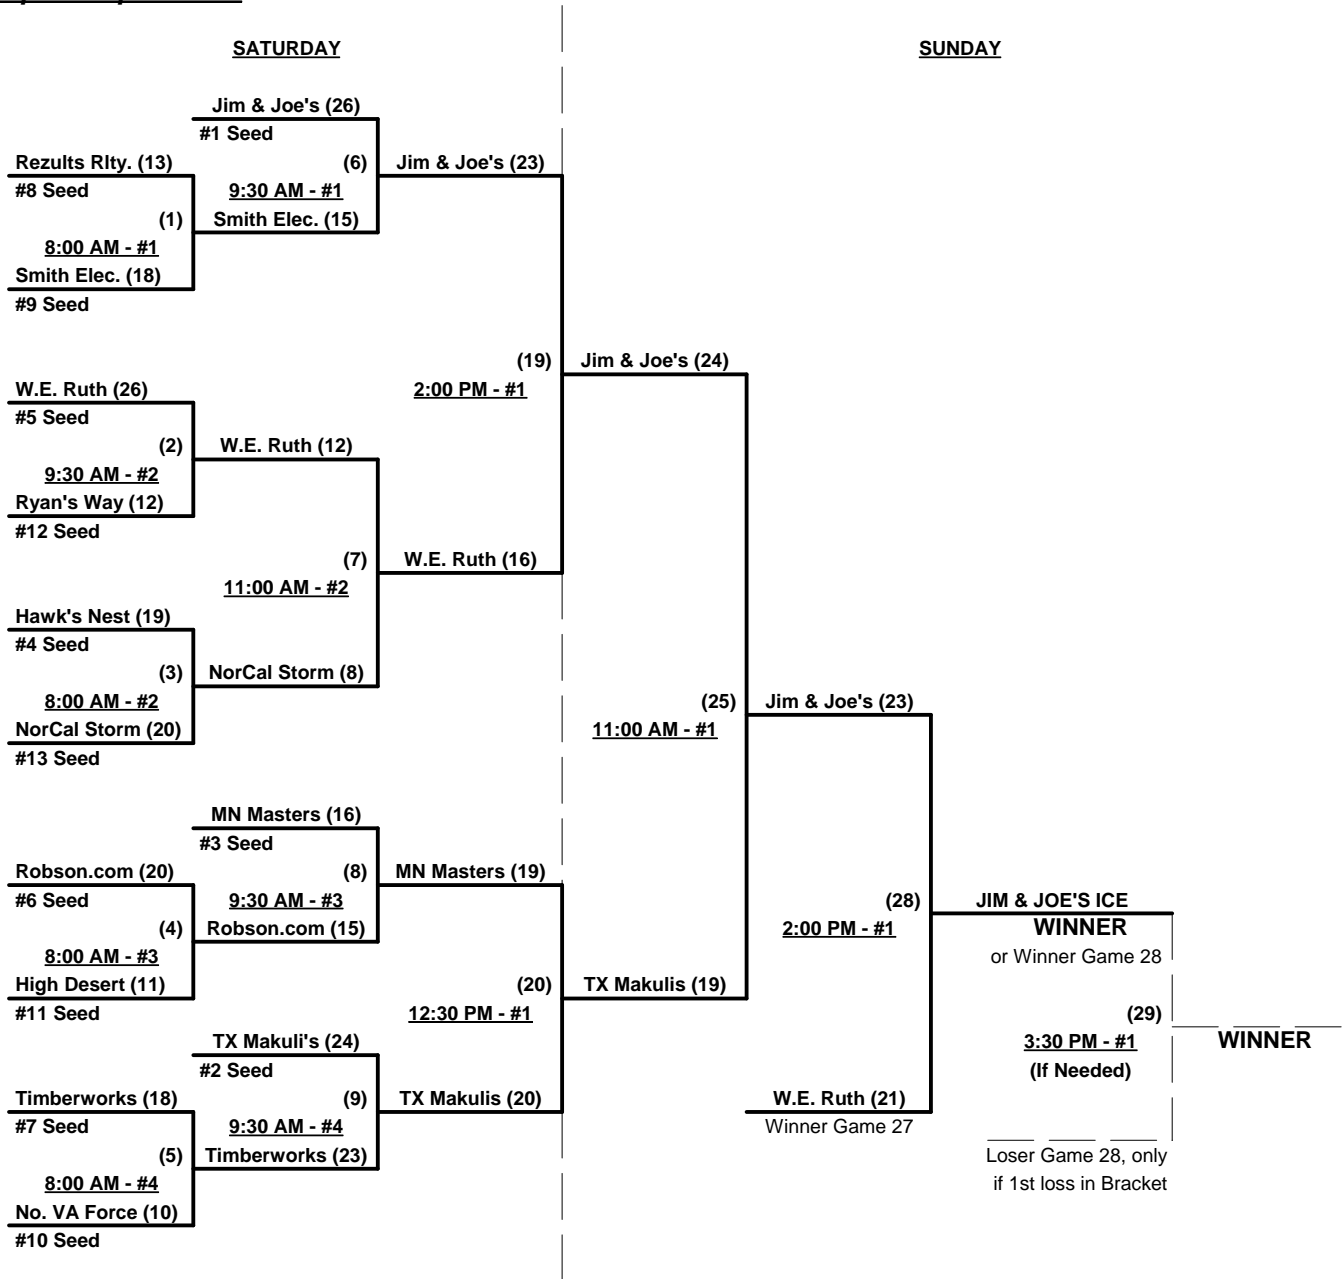 SATURDAY
SUNDAY
Jim & Joe's (26)
#1 Seed
Rezults Rlty. (13)
(6)
Jim & Joe's (23)
#8 Seed
9:30 AM - #1
(1)
Smith Elec. (15)
8:00 AM - #1
Smith Elec. (18)
#9 Seed
(19)
Jim & Joe's (24)
W.E. Ruth (26)
2:00 PM - #1
#5 Seed
(2)
W.E. Ruth (12)
9:30 AM - #2
Ryan's Way (12)
#12 Seed
(7)
W.E. Ruth (16)
11:00 AM - #2
Hawk's Nest (19)
#4 Seed
(3)
NorCal Storm (8)
8:00 AM - #2
(25)
Jim & Joe's (23)
NorCal Storm (20)
11:00 AM - #1
#13 Seed
MN Masters (16)
#3 Seed
Robson.com (20)
(8)
MN Masters (19)
#6 Seed
9:30 AM - #3
(28)
JIM & JOE'S ICE
(4)
Robson.com (15)
2:00 PM - #1
WINNER
8:00 AM - #3
or Winner Game 28
High Desert (11)
(20)
TX Makulis (19)
#11 Seed
12:30 PM - #1
(29)
TX Makuli's (24)
3:30 PM - #1
WINNER
#2 Seed
(If Needed)
Timberworks (18)
(9)
TX Makulis (20)
W.E. Ruth (21)
#7 Seed
9:30 AM - #4
Winner Game 27
(5)
Timberworks (23)
Loser Game 28, only
8:00 AM - #4
if 1st loss in Bracket
No. VA Force (10)
#10 Seed